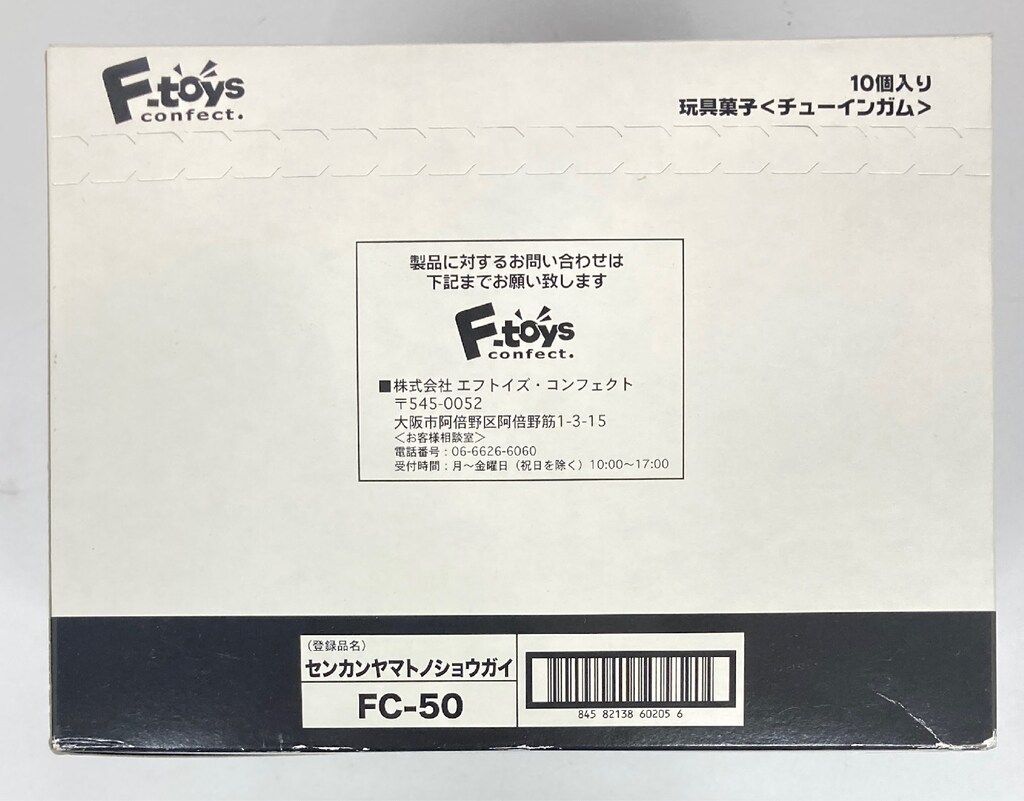 F-toys
confect.
10個入り
玩具菓子<チューインガム>
製品に対するお問い合わせは
下記までお願い致します
F-toys
confect.
■株式会社 エフトイズ・コンフェクト
〒545-0052
大阪市阿倍野区阿倍野筋1-3-15
<お客様相談室>
電話番号：06-6626-6060
受付時間：月～金曜日（祝日を除く）10:00～17:00
（登録品名）
センカンヤマトノショウガイ
FC-50
845 82138 60205 6